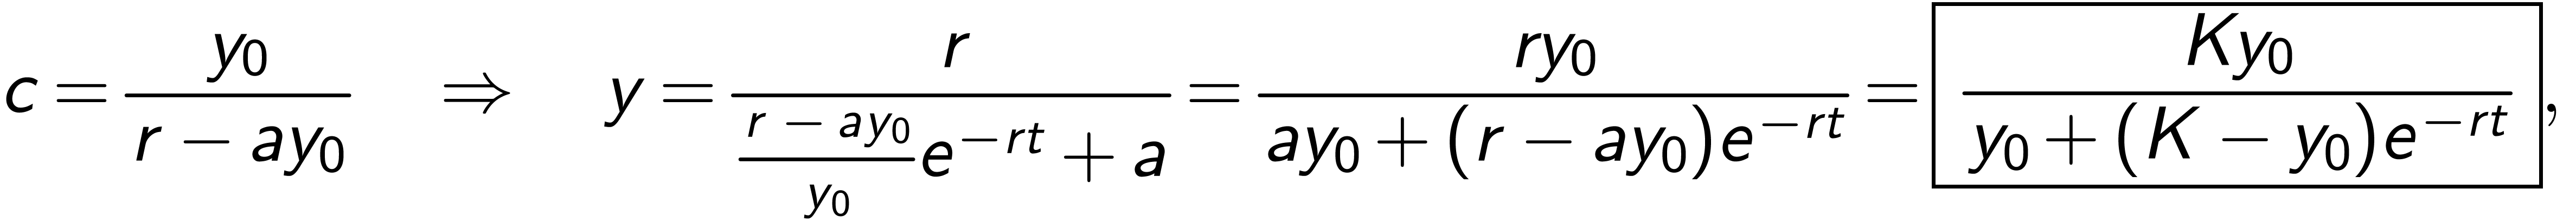 c = \frac{y_0}{r - ay_0} \quad \Rightarrow \quad y = \frac{r}{\frac{r - ay_0}{y_0} e^{-rt} + a} = \frac{ry_0}{ay_0 + (r - ay_0)e^{-rt}} = \boxed{\frac{Ky_0}{y_0 + (K - y_0)e^{-rt}}},